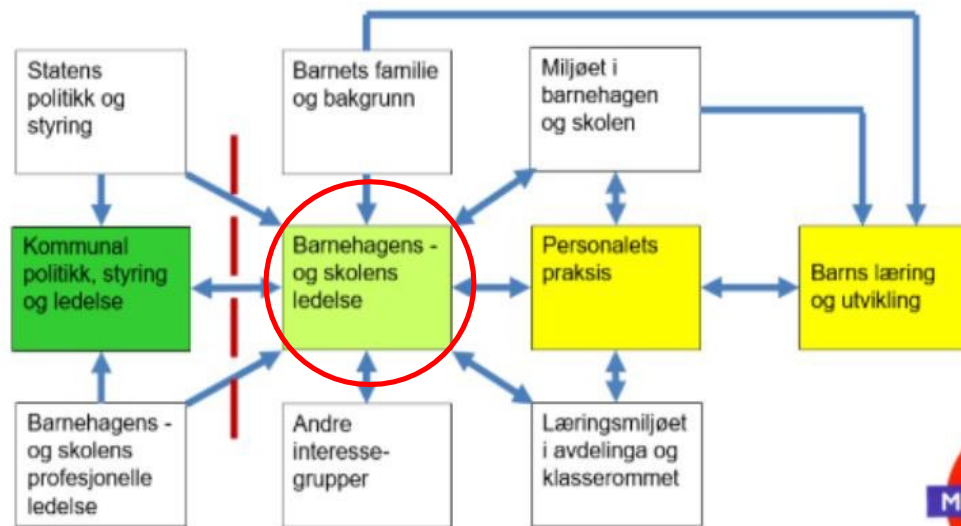 Statens
politikk og
styring
Barnets familie
og bakgrunn
Miljøet i
barnehagen
og skolen
Kommunal
politikk, styring
og ledelse
Barnehagens -
og skolens
ledelse
Personalets
praksis
Barns læring
og utvikling
Barnehagens -
og skolens
profesjonelle
ledelse
Andre
interesse-
grupper
Læringsmiljøet
i avdelinga og
klasserommet
M